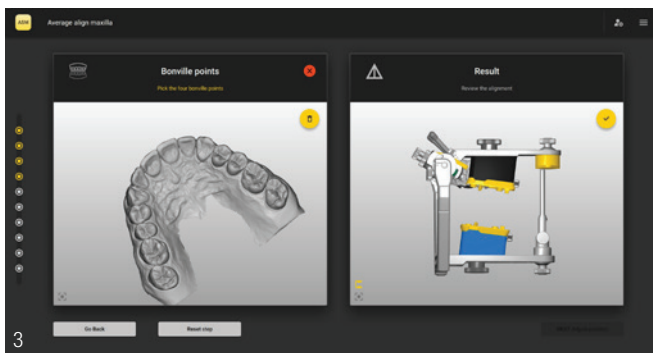 ASM
Average align maxilla
Bonville points
Pick the four bonville points
Result
Review the alignment
Go Back
Reset step
3